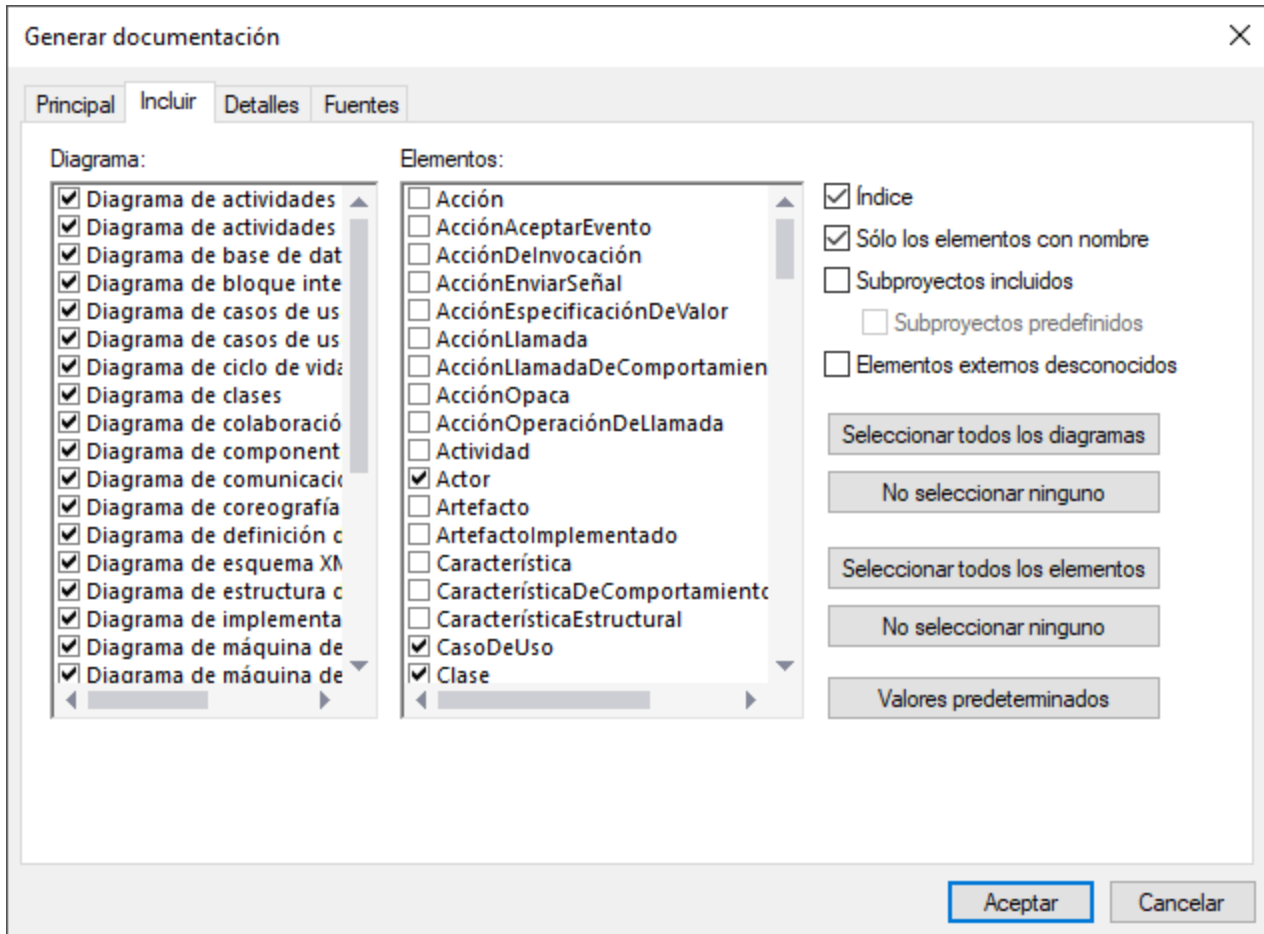 Generar documentación
Principal
Incluir
Detalles
Fuentes
Diagrama:
Diagrama de actividades
Diagrama de actividades
Diagrama de base de dat
Diagrama de bloque inte
Diagrama de casos de us
Diagrama de casos de us
Diagrama de ciclo de vida
Diagrama de clases
Diagrama de colaboració
Diagrama de component
Diagrama de comunicaci
Diagrama de coreografía
Diagrama de definición d
Diagrama de esquema XM
Diagrama de estructura c
Diagrama de implementa
Diagrama de máquina de
Diagrama de máquina de
Elementos:
Acción
AcciónAceptarEvento
AcciónDeInvocación
AcciónEnviarSeñal
AcciónEspecificaciónDeValor
AcciónLlamada
AcciónLlamadaDeComportamien
AcciónOpaca
AcciónOperaciónDeLlamada
Actividad
Actor
Artefacto
ArtefactoImplementado
Característica
CaracterísticaDeComportamiento
CaracterísticaEstructural
CasoDeUso
Clase
Índice
Sólo los elementos con nombre
Subproyectos incluidos
Subproyectos predefinidos
Elementos externos desconocidos
Seleccionar todos los diagramas
No seleccionar ninguno
Seleccionar todos los elementos
No seleccionar ninguno
Valores predeterminados
Aceptar
Cancelar